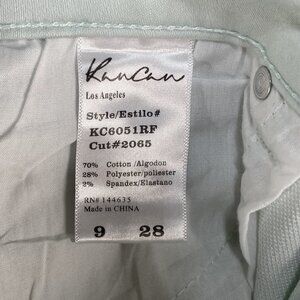 KanCan
Los Angeles
Style/Estilo#
KC6051RF
Cut#2065
70% Cotton /Algodon
28% Polyester/poliester
2% Spandex/Elastano
RN# 144635
Made in CHINA
9 28